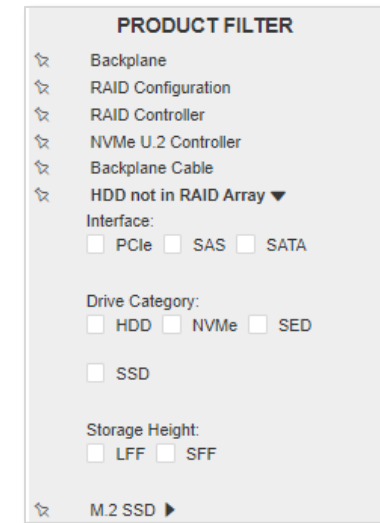 PRODUCT FILTER
Backplane
RAID Configuration
RAID Controller
NVMe U.2 Controller
Backplane Cable
HDD not in RAID Array
Interface:
PCIe SAS SATA
Drive Category:
HDD NVMe SED
SSD
Storage Height:
LFF SFF
M.2 SSD